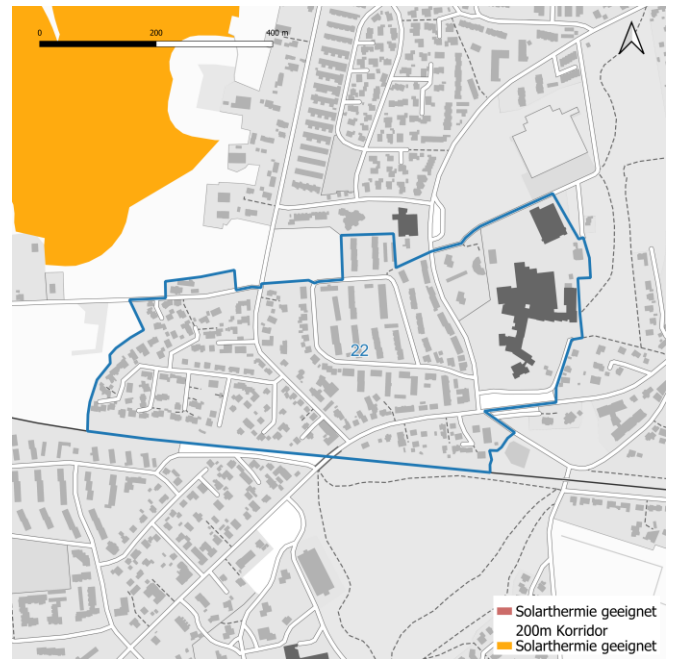 0 200 400 m
22
Solarthermie geeignet
200m Korridor
Solarthermie geeignet